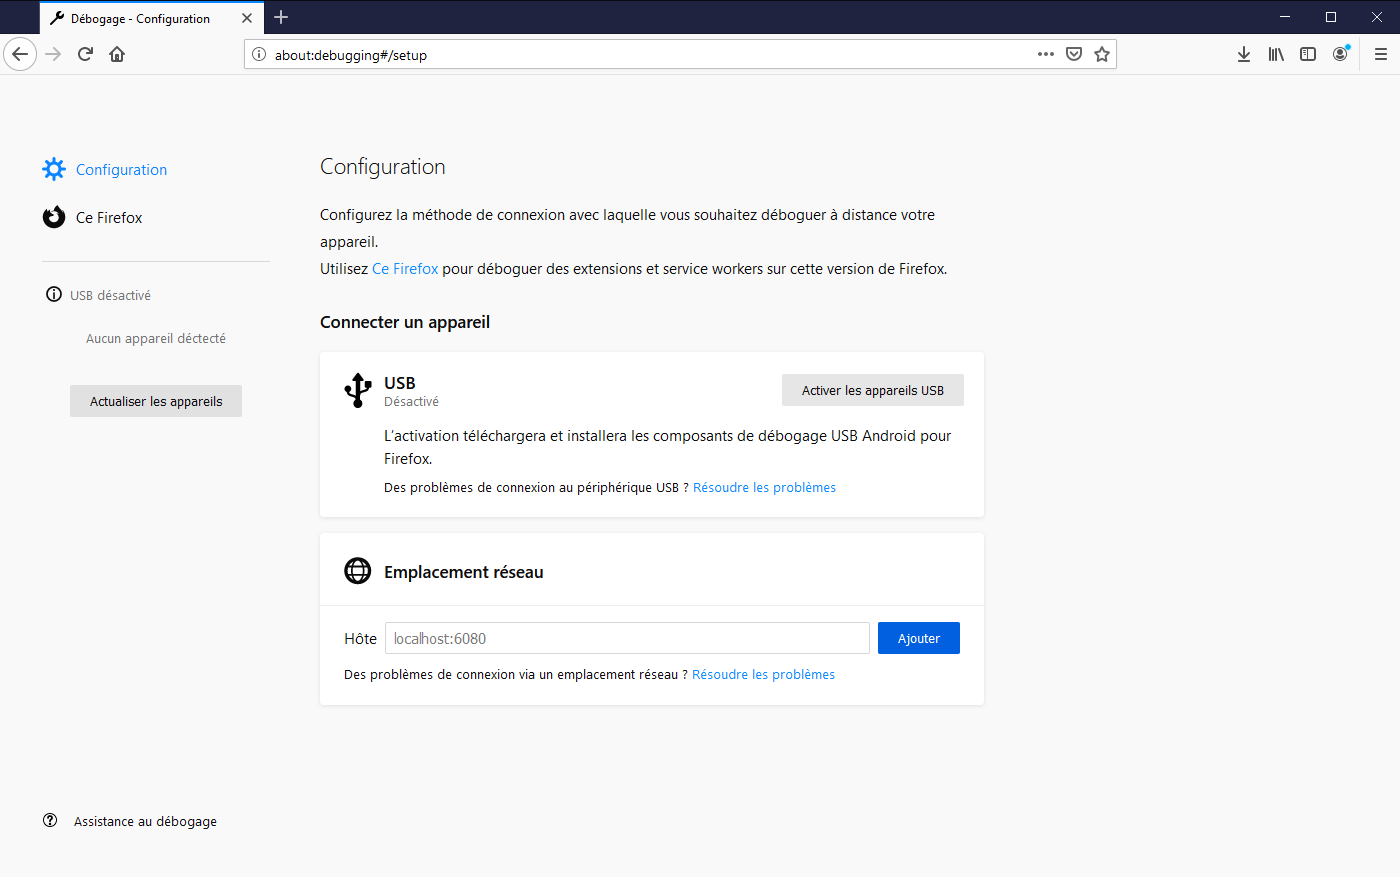 Débogage - Configuration
about:debugging#/setup
Configuration
Ce Firefox
USB désactivé
Aucun appareil déctecté
Actualiser les appareils
Assistance au débogage
Configuration
Configurez la méthode de connexion avec laquelle vous souhaitez déboguer à distance votre
appareil.
Utilisez Ce Firefox pour déboguer des extensions et service workers sur cette version de Firefox.
Connecter un appareil
USB
Désactivé
Activer les appareils USB
L'activation téléchargera et installera les composants de débogage USB Android pour
Firefox.
Des problèmes de connexion au périphérique USB ? Résoudre les problèmes
Emplacement réseau
Hôte localhost:6080 Ajouter
Des problèmes de connexion via un emplacement réseau ? Résoudre les problèmes